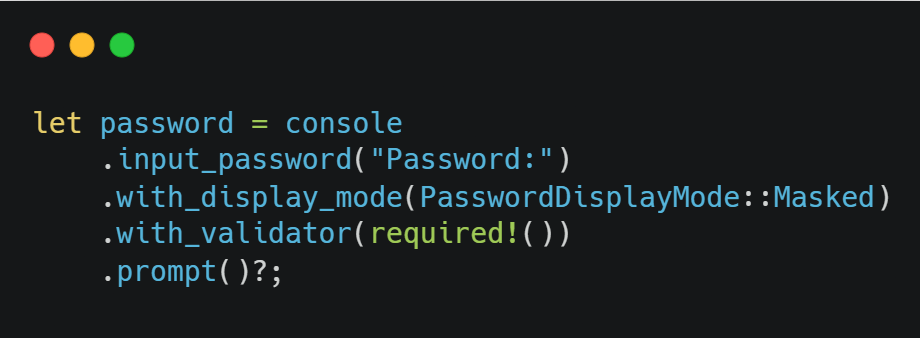 let password = console
    .input_password("Password:")
    .with_display_mode(PasswordDisplayMode::Masked)
    .with_validator(required!())
    .prompt()?;